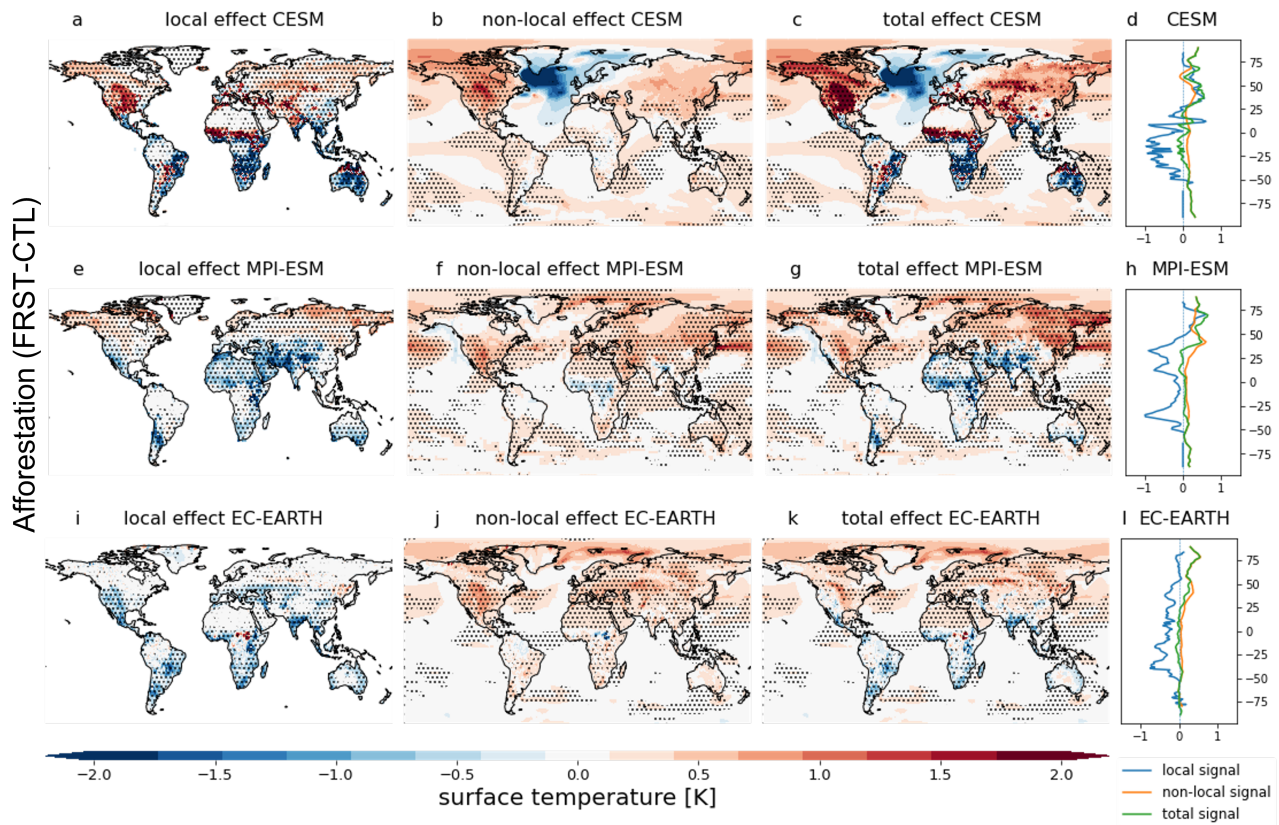 a local effect CESM
b non-local effect CESM
c total effect CESM
d CESM
75
50
25
0
−25
−50
−75
−1 0 1
e local effect MPI-ESM
f non-local effect MPI-ESM
g total effect MPI-ESM
h MPI-ESM
75
50
25
0
−25
−50
−75
−1 0 1
i local effect EC-EARTH
j non-local effect EC-EARTH
k total effect EC-EARTH
l EC-EARTH
75
50
25
0
−25
−50
−75
−1 0 1
Afforestation (FRST-CTL)
−2.0 −1.5 −1.0 −0.5 0.0 0.5 1.0 1.5 2.0
surface temperature [K]
local signal
non-local signal
total signal